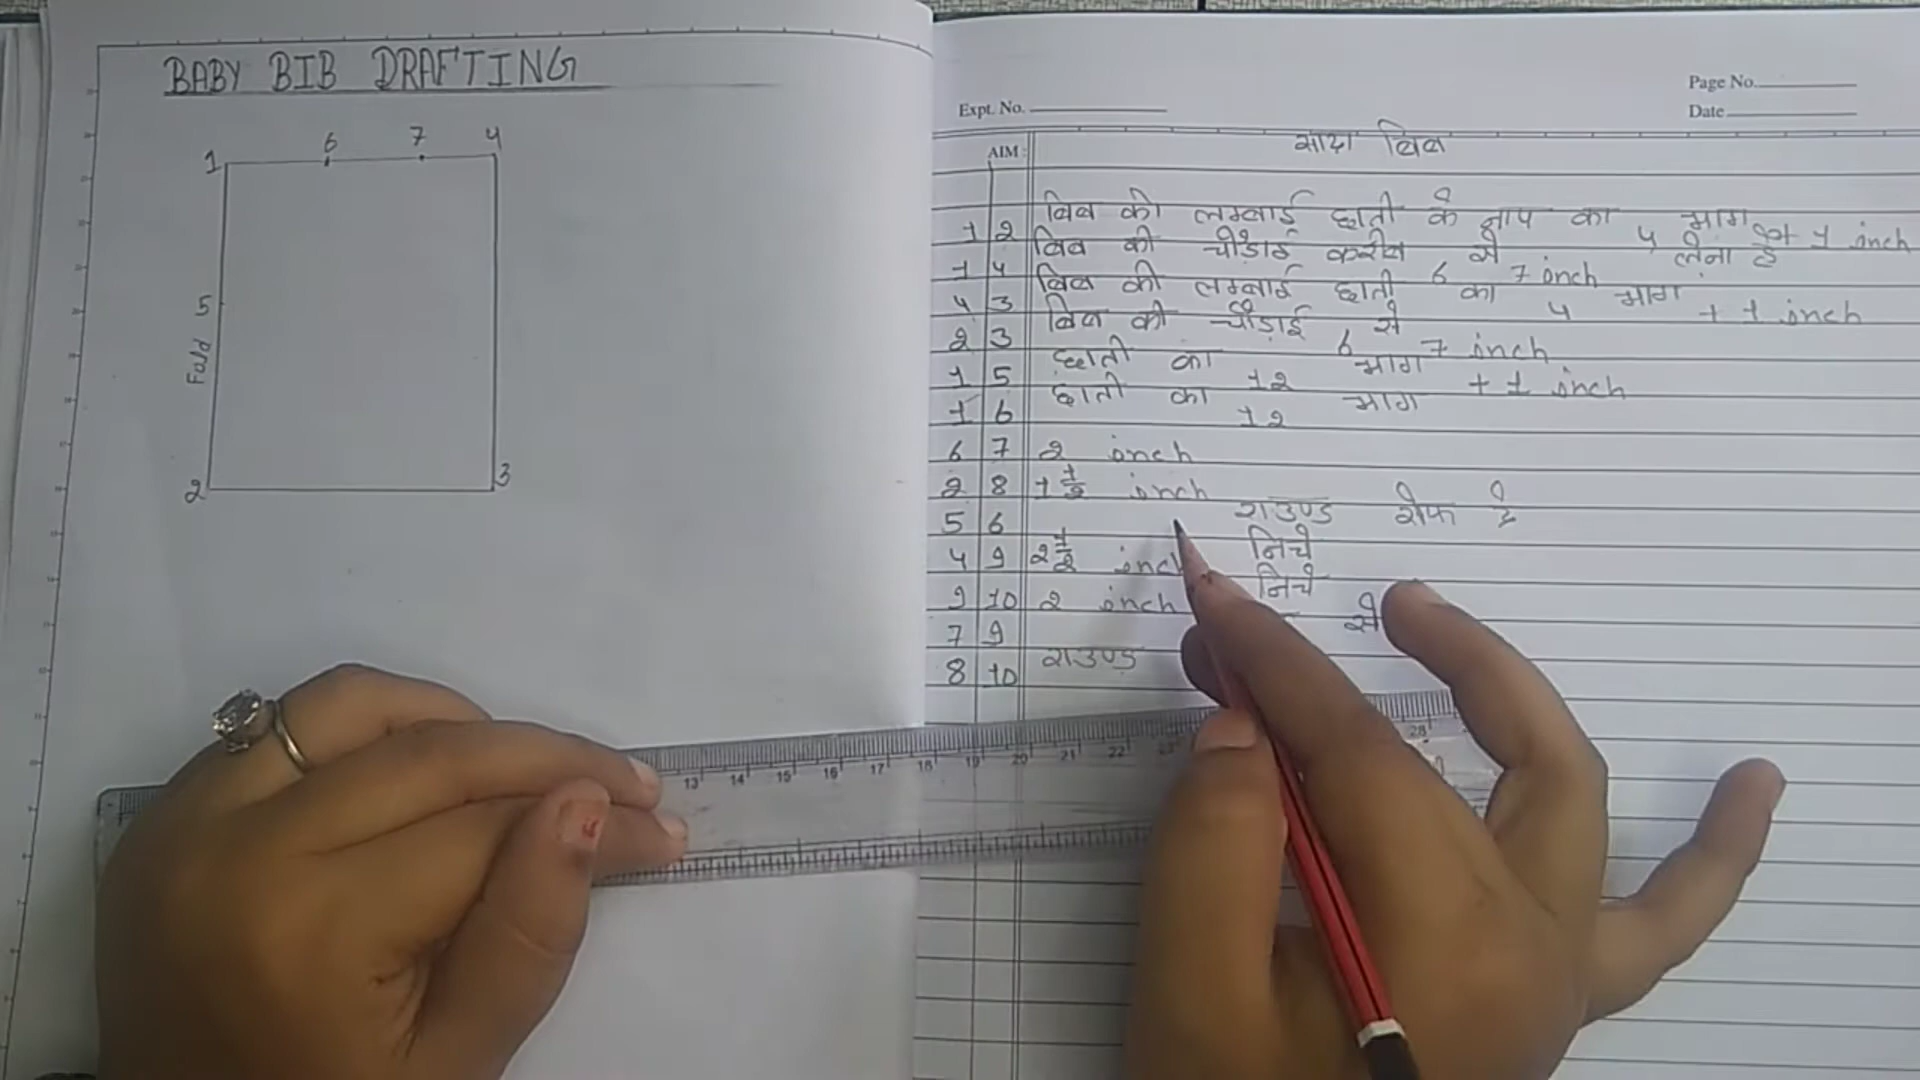 BABY BIB DRAFTING
1 6 7 4
5
Fold
2 3
Page No.
Expt. No.
Date
AIM :
सादा बिब
1 2 बिब की लम्बाई छाती के नाप का 4 भाग 1 inch
लेना है
1 4 बिब की चौडाई करीब 6 से 7 inch
4 3 बिब की लम्बाई छाती का 4 भाग + 1 inch
2 3 बिब की चौडाई 6 से 7 inch
1 5 छाती का 12 भाग + 1 inch
1 6 छाती का 12 भाग
6 7 2 inch
2 8 1 1/2 inch
5 6 राउण्ड शेफ दे
4 9 2 1/2 inch निचे
9 10 2 inch निचे
7 9 से
8 10 राउण्ड
13 14 15 16 17 18 19 20 21 22 23 28